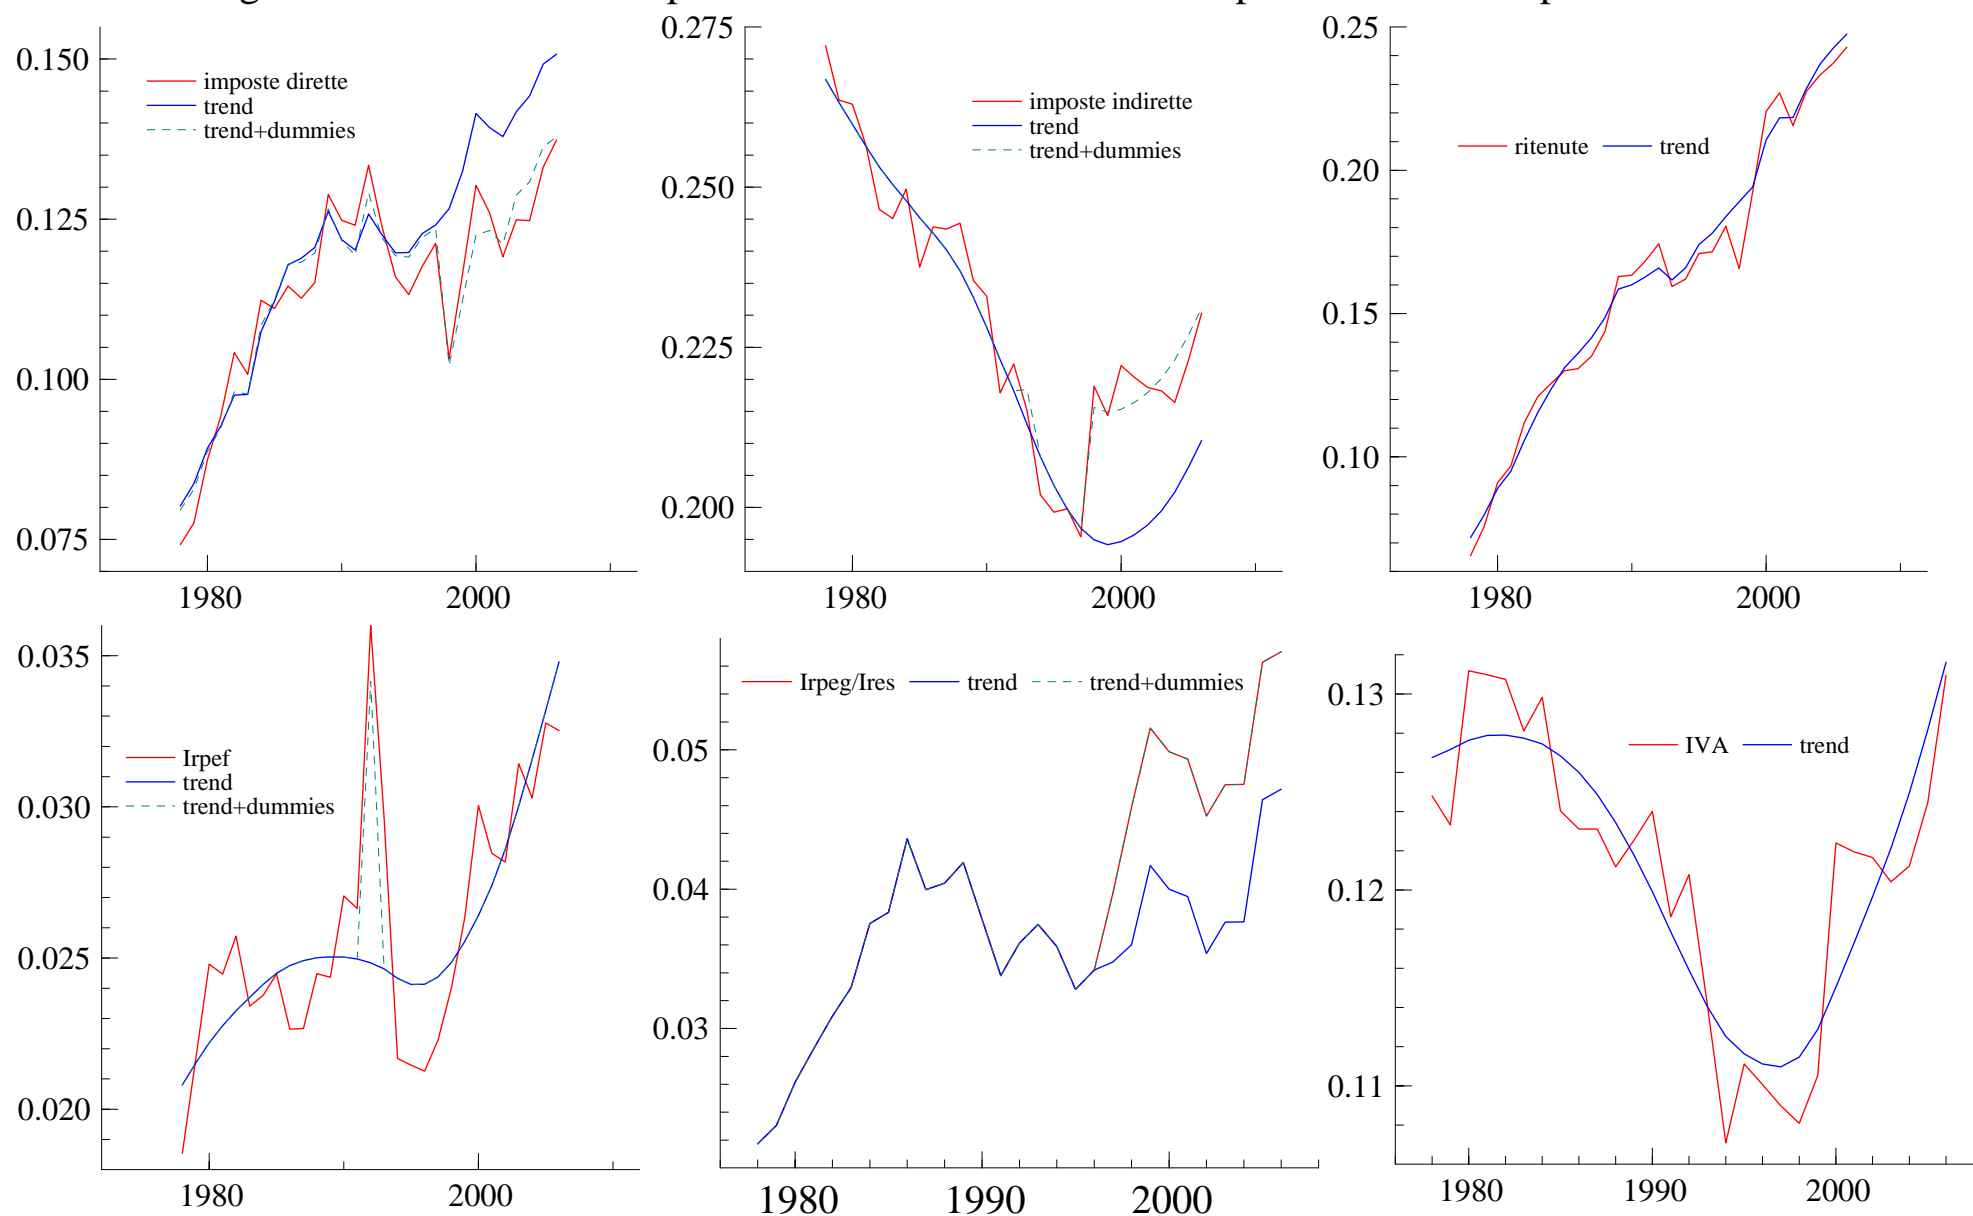 0.150
0.125
0.100
0.075
imposte dirette
trend
trend+dummies
1980 2000
0.275
0.250
0.225
0.200
imposte indirette
trend
trend+dummies
1980 2000
0.25
0.20
0.15
0.10
ritenute trend
1980 2000
0.035
0.030
0.025
0.020
Irpef
trend
trend+dummies
1980 2000
0.05
0.04
0.03
Irpeg/Ires trend trend+dummies
1980 1990 2000
0.13
0.12
0.11
IVA trend
1980 1990 2000